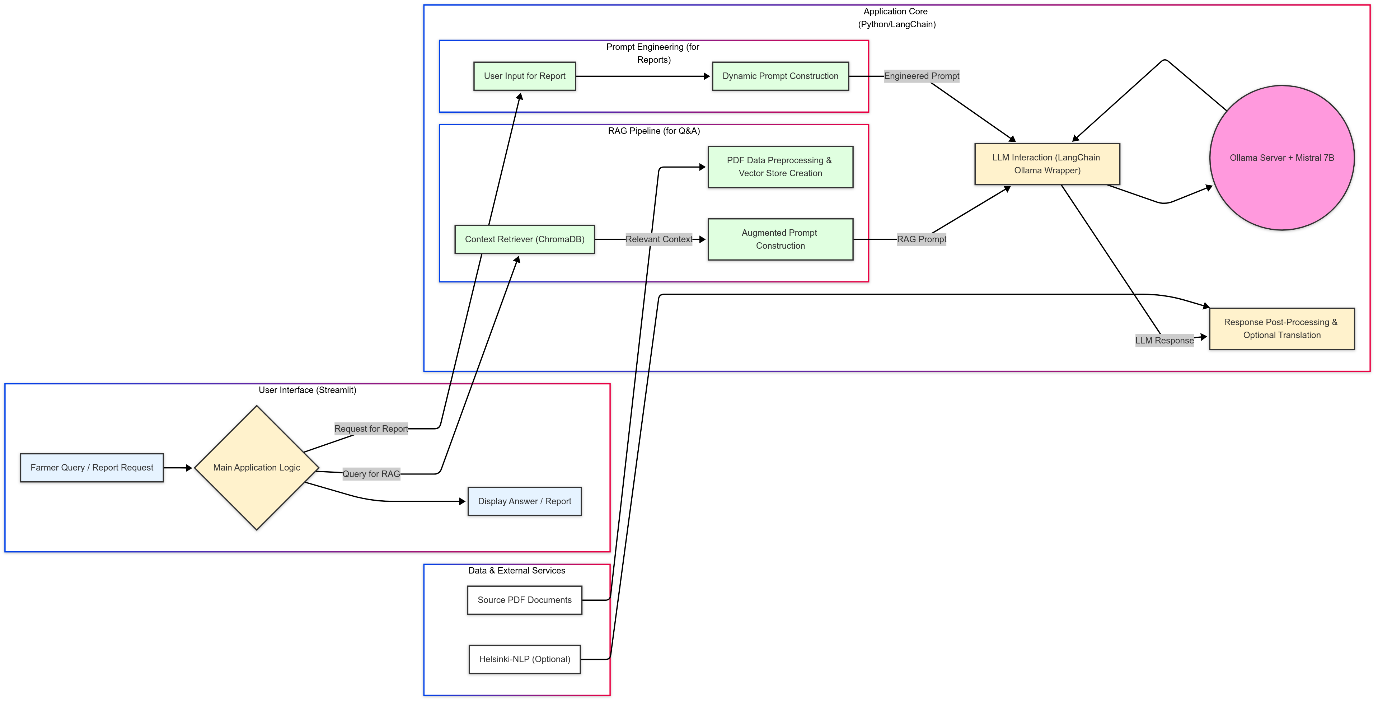 Application Core
(Python/LangChain)
Prompt Engineering (for
Reports)
User Input for Report
Dynamic Prompt Construction
Engineered Prompt
RAG Pipeline (for Q&A)
PDF Data Preprocessing &
Vector Store Creation
LLM Interaction (LangChain
Ollama Wrapper)
Ollama Server + Mistral 7B
Context Retriever (ChromaDB)
Relevant Context
Augmented Prompt
Construction
RAG Prompt
Response Post-Processing &
Optional Translation
LLM Response
User Interface (Streamlit)
Request for Report
Farmer Query / Report Request
Main Application Logic
Query for RAG
Display Answer / Report
Data & External Services
Source PDF Documents
Helsinki-NLP (Optional)